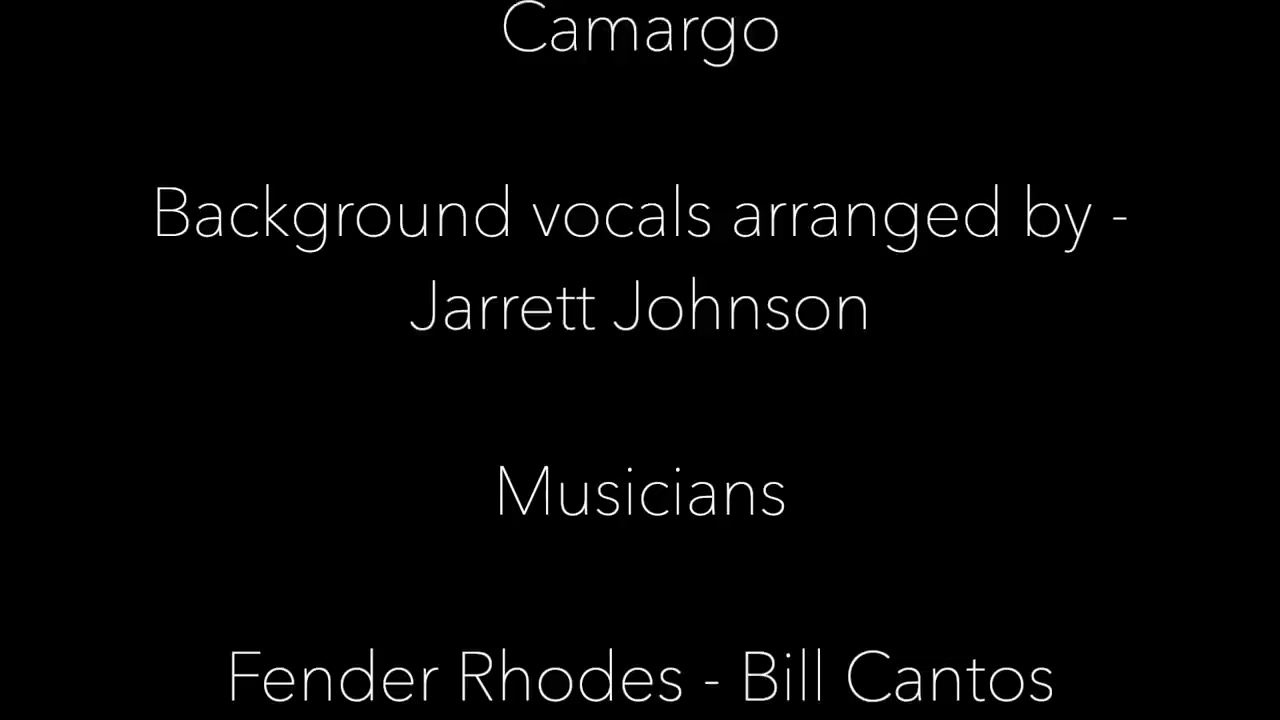 Camargo
Background vocals arranged by -
Jarrett Johnson
Musicians
Fender Rhodes - Bill Cantos